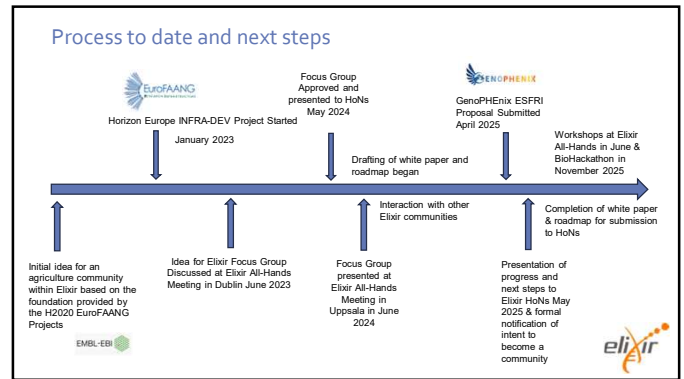 Process to date and next steps
EuroFAANG
Horizon Europe INFRA-DEV Project Started
January 2023
Focus Group
Approved and
presented to HoNs
May 2024
GENOPHENIX
GenoPHEnix ESFRI
Proposal Submitted
April 2025
Drafting of white paper and
roadmap began
Workshops at Elixir
All-Hands in June &
BioHackathon in
November 2025
Initial idea for an
agriculture community
within Elixir based on the
foundation provided by
the H2020 EuroFAANG
Projects
EMBL-EBI
Idea for Elixir Focus Group
Discussed at Elixir All-Hands
Meeting in Dublin June 2023
Interaction with other
Elixir communities
Focus Group
presented at
Elixir All-Hands
Meeting in
Uppsala in June
2024
Completion of white paper
& roadmap for submission
to HoNs
Presentation of
progress and
next steps to
Elixir HoNs May
2025 & formal
notification of
intent to
become a
community
elixir